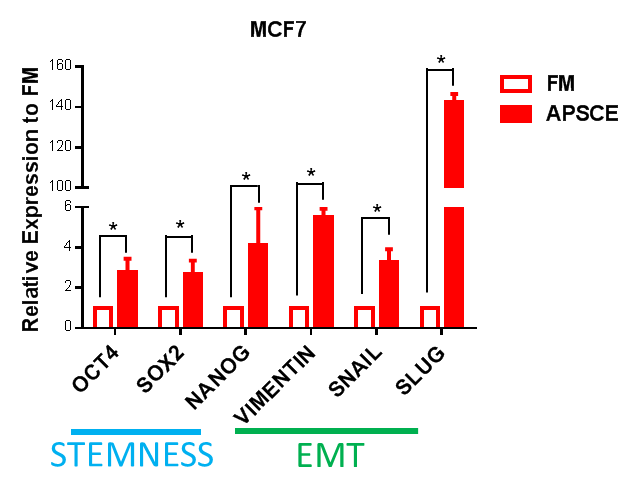 MCF7
Relative Expression to FM
160
140
120
100
6
4
2
0
* * * * * *
FM
APSCE
OCT4 SOX2 NANOG VIMENTIN SNAIL SLUG
STEMNESS EMT